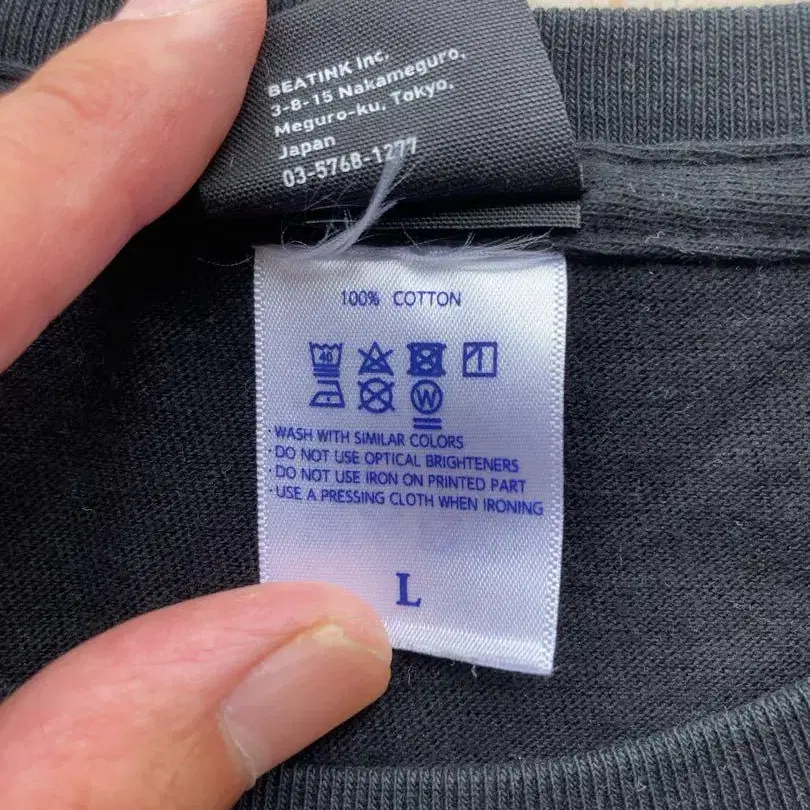 BEATINK Inc.
3-8-15 Nakameguro,
Meguro-ku, Tokyo,
Japan
03-5768-1277
100% COTTON
40
W
·WASH WITH SIMILAR COLORS
·DO NOT USE OPTICAL BRIGHTENERS
·DO NOT USE IRON ON PRINTED PART
·USE A PRESSING CLOTH WHEN IRONING
L